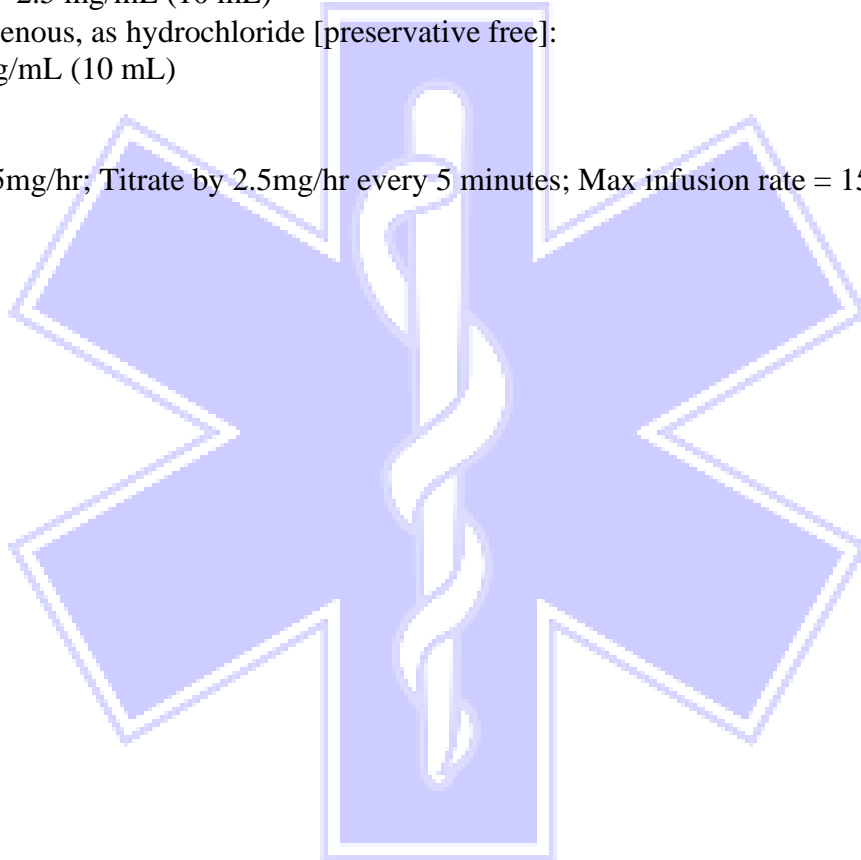 2.5 mg/mL (10 mL)
enous, as hydrochloride [preservative free]:
g/mL (10 mL)
5mg/hr; Titrate by 2.5mg/hr every 5 minutes; Max infusion rate = 15